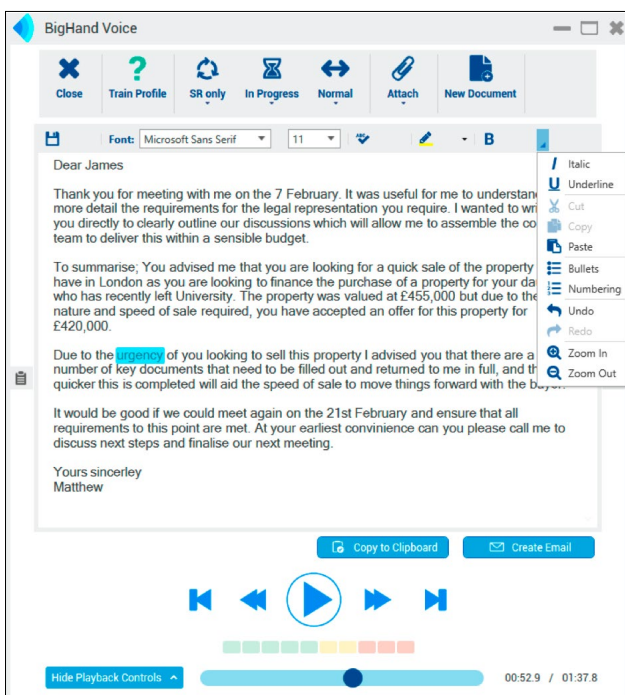 BigHand Voice
Close
Train Profile
SR only
In Progress
Normal
Attach
New Document
Font:
Microsoft Sans Serif
11
ABC
B
Dear James
Thank you for meeting with me on the 7 February. It was useful for me to understan
more detail the requirements for the legal representation you require. I wanted to wri
you directly to clearly outline our discussions which will allow me to assemble the co
team to deliver this within a sensible budget.
To summarise; You advised me that you are looking for a quick sale of the property
have in London as you are looking to finance the purchase of a property for your da
who has recently left University. The property was valued at £455,000 but due to the
nature and speed of sale required, you have accepted an offer for this property for
£420,000.
Due to the urgency of you looking to sell this property I advised you that there are a
number of key documents that need to be filled out and returned to me in full, and th
quicker this is completed will aid the speed of sale to move things forward with the buyer.
It would be good if we could meet again on the 21st February and ensure that all
requirements to this point are met. At your earliest convinience can you please call me to
discuss next steps and finalise our next meeting.
Yours sincerley
Matthew
I Italic
U Underline
Cut
Copy
Paste
Bullets
Numbering
Undo
Redo
Zoom In
Zoom Out
Copy to Clipboard
Create Email
Hide Playback Controls
00:52.9 / 01:37.8